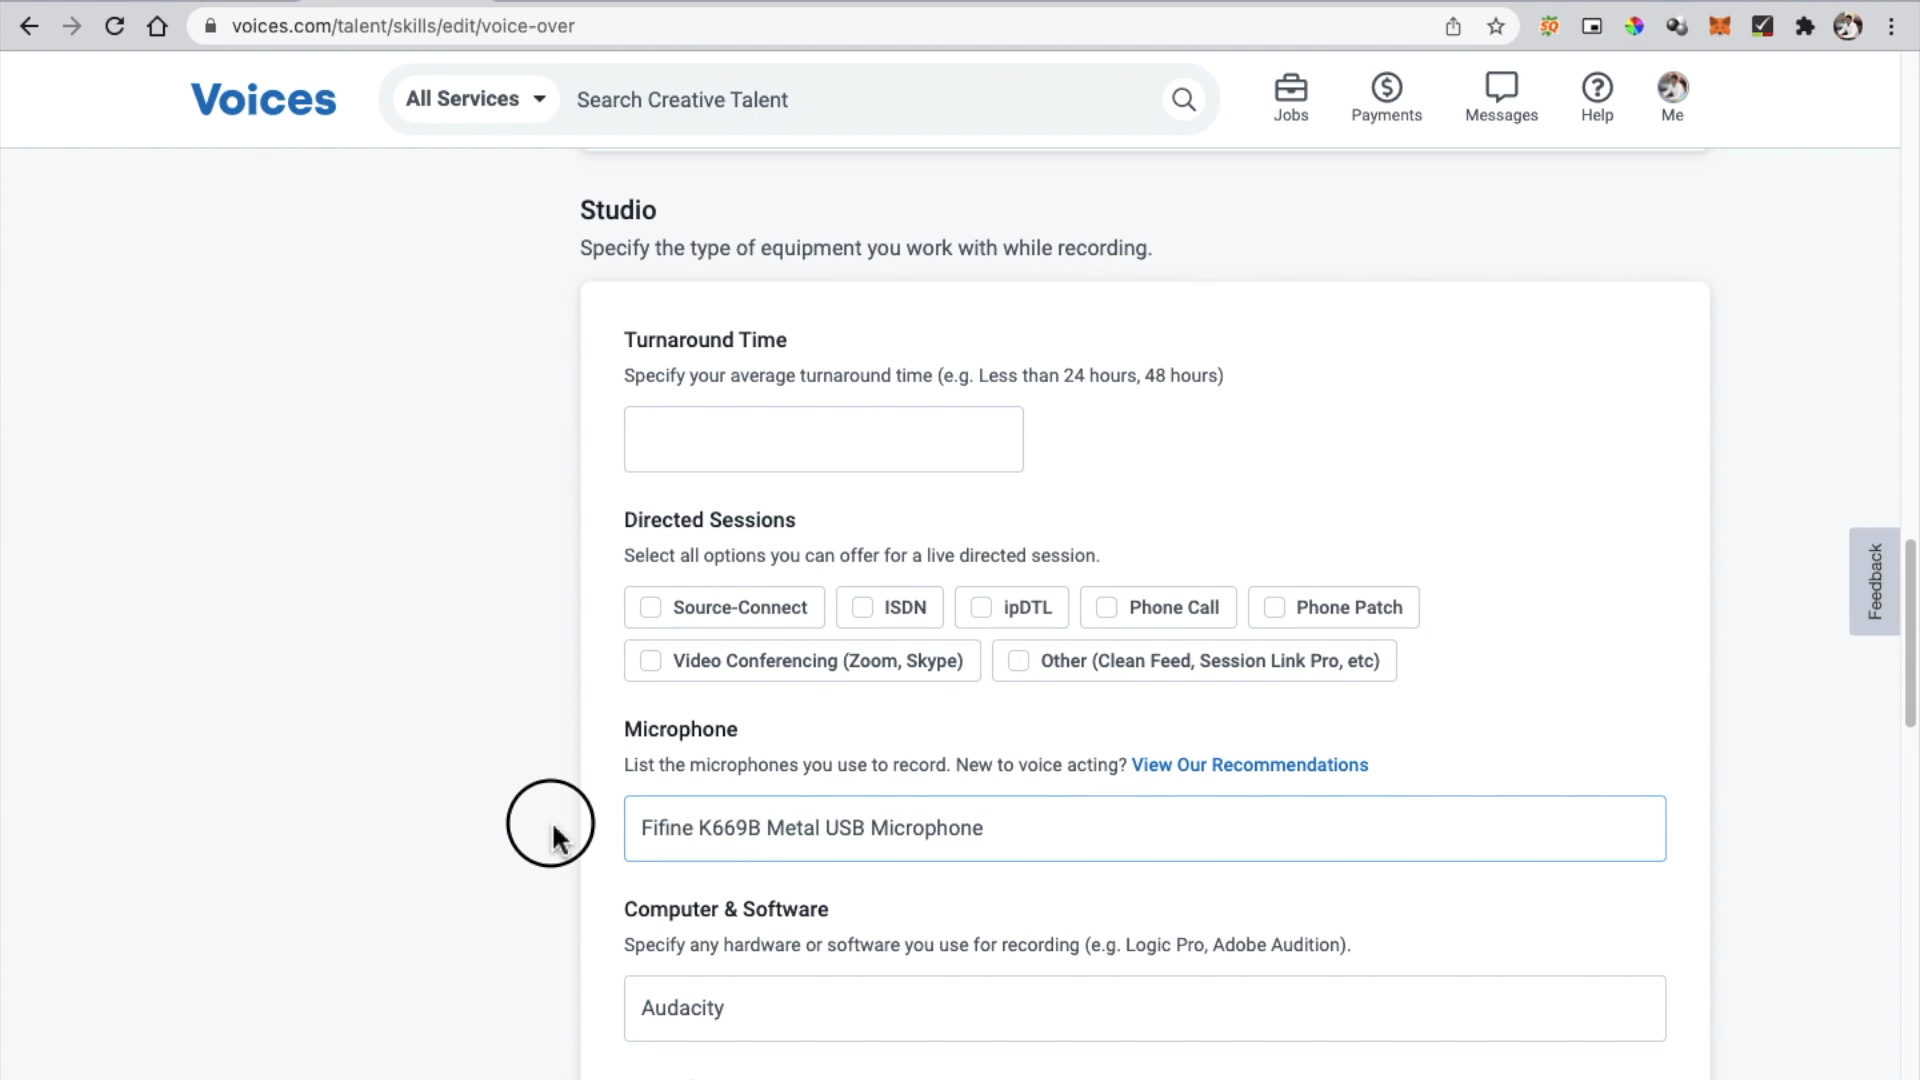 voices.com/talent/skills/edit/voice-over
Voices
All Services
Search Creative Talent
Jobs
Payments
Messages
Help
Me
Studio
Specify the type of equipment you work with while recording.
Turnaround Time
Specify your average turnaround time (e.g. Less than 24 hours, 48 hours)
Directed Sessions
Select all options you can offer for a live directed session.
Source-Connect
ISDN
ipDTL
Phone Call
Phone Patch
Video Conferencing (Zoom, Skype)
Other (Clean Feed, Session Link Pro, etc)
Feedback
Microphone
List the microphones you use to record. New to voice acting? View Our Recommendations
Fifine K669B Metal USB Microphone
Computer & Software
Specify any hardware or software you use for recording (e.g. Logic Pro, Adobe Audition).
Audacity